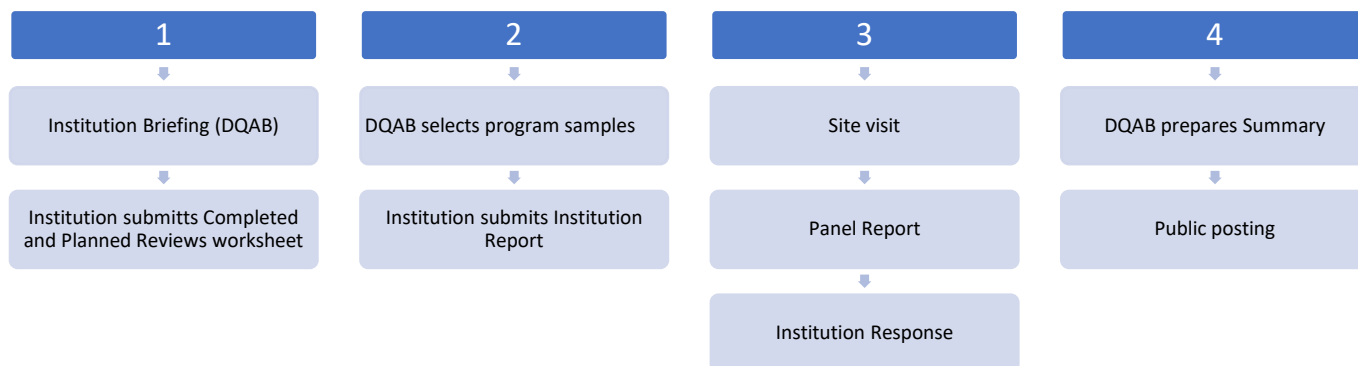 1
Institution Briefing (DQAB)
Institution submitts Completed
and Planned Reviews worksheet
2
DQAB selects program samples
Institution submits Institution
Report
3
Site visit
Panel Report
Institution Response
4
DQAB prepares Summary
Public posting